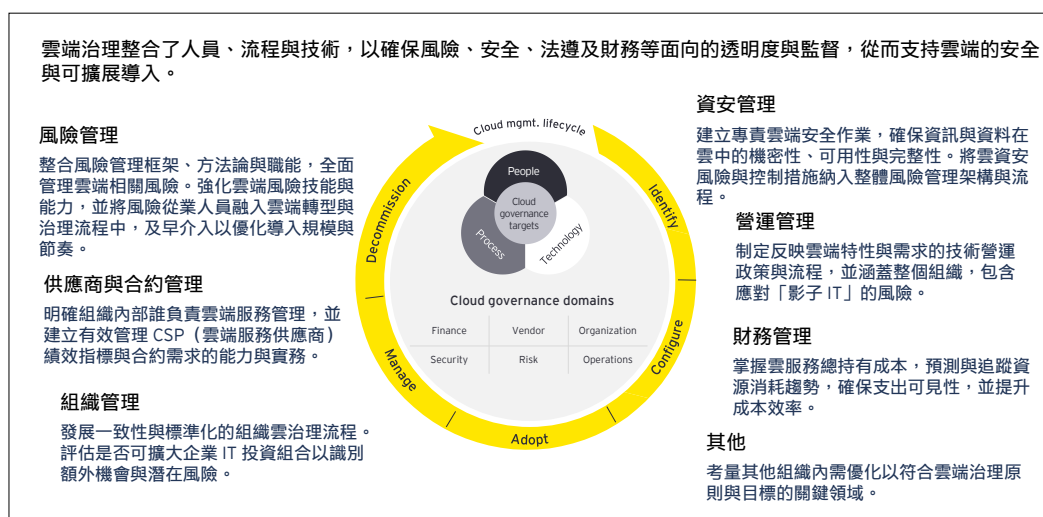 雲端治理整合了人員、流程與技術，以確保風險、安全、法遵及財務等面向的透明度與監督，從而支持雲端的安全
與可擴展導入。
風險管理
整合風險管理框架、方法論與職能，全面
管理雲端相關風險。強化雲端風險技能與
能力，並將風險從業人員融入雲端轉型與
治理流程中，及早介入以優化導入規模與
節奏。
供應商與合約管理
明確組織內部誰負責雲端服務管理，並
建立有效管理 CSP（雲端服務供應商）
績效指標與合約需求的能力與實務。
組織管理
發展一致性與標準化的組織雲治理流程。
評估是否可擴大企業 IT 投資組合以識別
額外機會與潛在風險。
Cloud mgmt. lifecycle
Identify
Configure
Adopt
Manage
Decommission
People
Process
Technology
Cloud
governance
targets
Cloud governance domains
Finance
Vendor
Organization
Security
Risk
Operations
資安管理
建立專責雲端安全作業，確保資訊與資料在
雲中的機密性、可用性與完整性。將雲資安
風險與控制措施納入整體風險管理架構與流
程。
營運管理
制定反映雲端特性與需求的技術營運
政策與流程，並涵蓋整個組織，包含
應對「影子 IT」的風險。
財務管理
掌握雲服務總持有成本，預測與追蹤資
源消耗趨勢，確保支出可見性，並提升
成本效率。
其他
考量其他組織內需優化以符合雲端治理原
則與目標的關鍵領域。